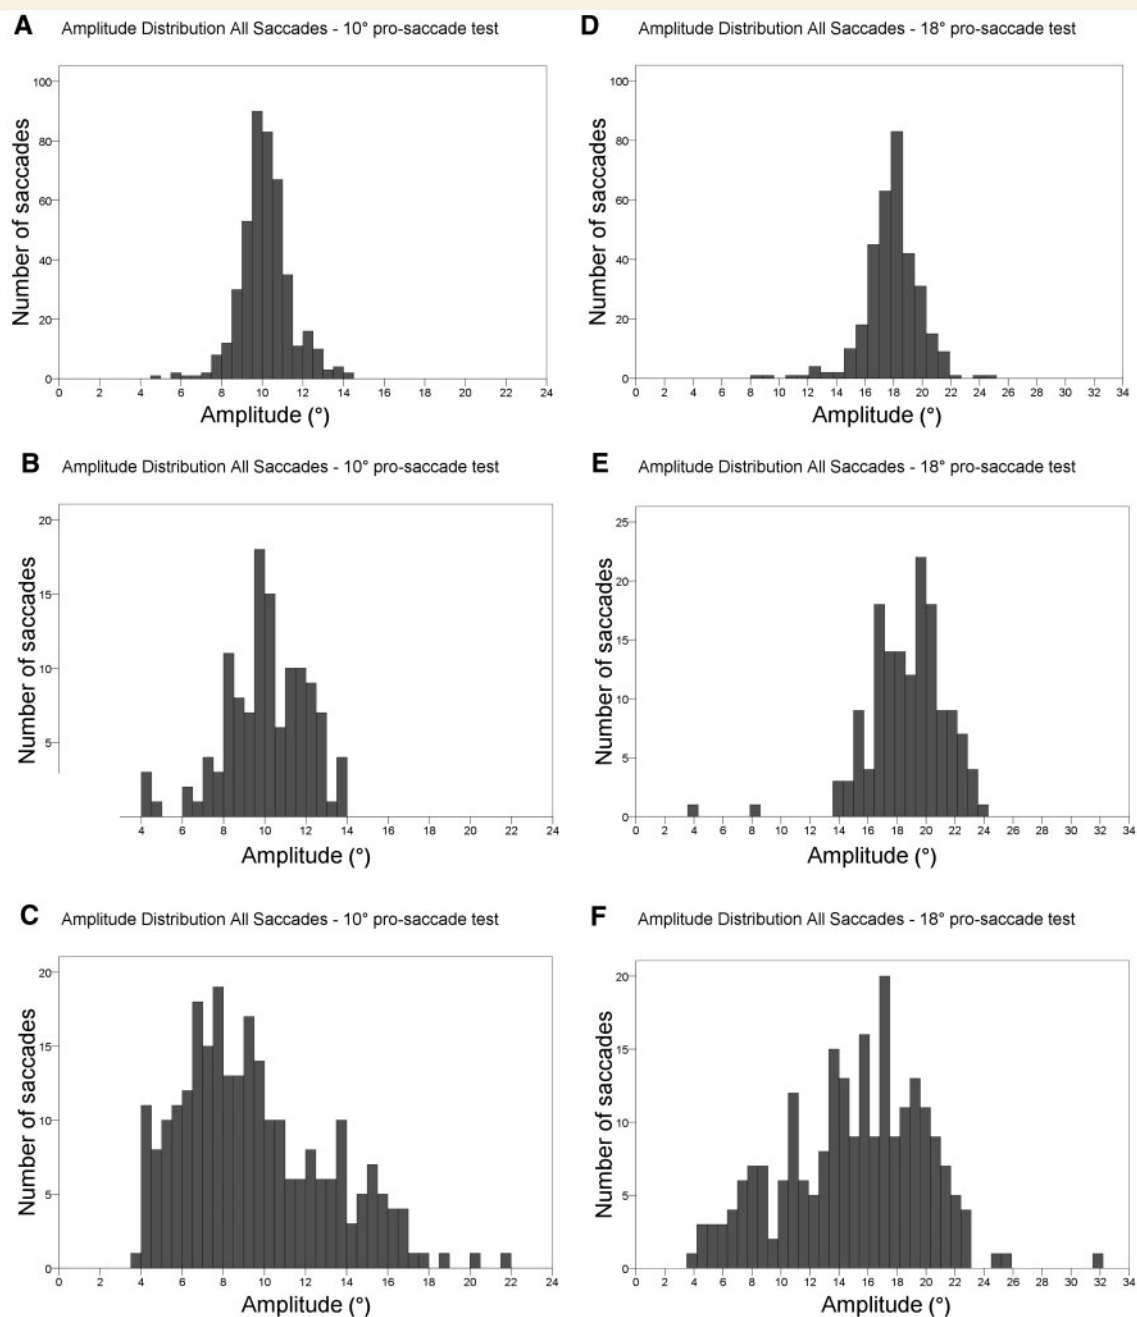 A Amplitude Distribution All Saccades - 10° pro-saccade test
Number of saccades
100
80
60
40
20
0
0 2 4 6 8 10 12 14 16 18 20 22 24
Amplitude (°)
D Amplitude Distribution All Saccades - 18° pro-saccade test
Number of saccades
100
80
60
40
20
0
0 2 4 6 8 10 12 14 16 18 20 22 24 26 28 30 32 34
Amplitude (°)
B Amplitude Distribution All Saccades - 10° pro-saccade test
Number of saccades
20
15
10
5
4 6 8 10 12 14 16 18 20 22 24
Amplitude (°)
E Amplitude Distribution All Saccades - 18° pro-saccade test
Number of saccades
25
20
15
10
5
0
0 2 4 6 8 10 12 14 16 18 20 22 24 26 28 30 32 34
Amplitude (°)
C Amplitude Distribution All Saccades - 10° pro-saccade test
Number of saccades
20
15
10
5
0
0 2 4 6 8 10 12 14 16 18 20 22 24
Amplitude (°)
F Amplitude Distribution All Saccades - 18° pro-saccade test
Number of saccades
20
15
10
5
0
0 2 4 6 8 10 12 14 16 18 20 22 24 26 28 30 32 34
Amplitude (°)